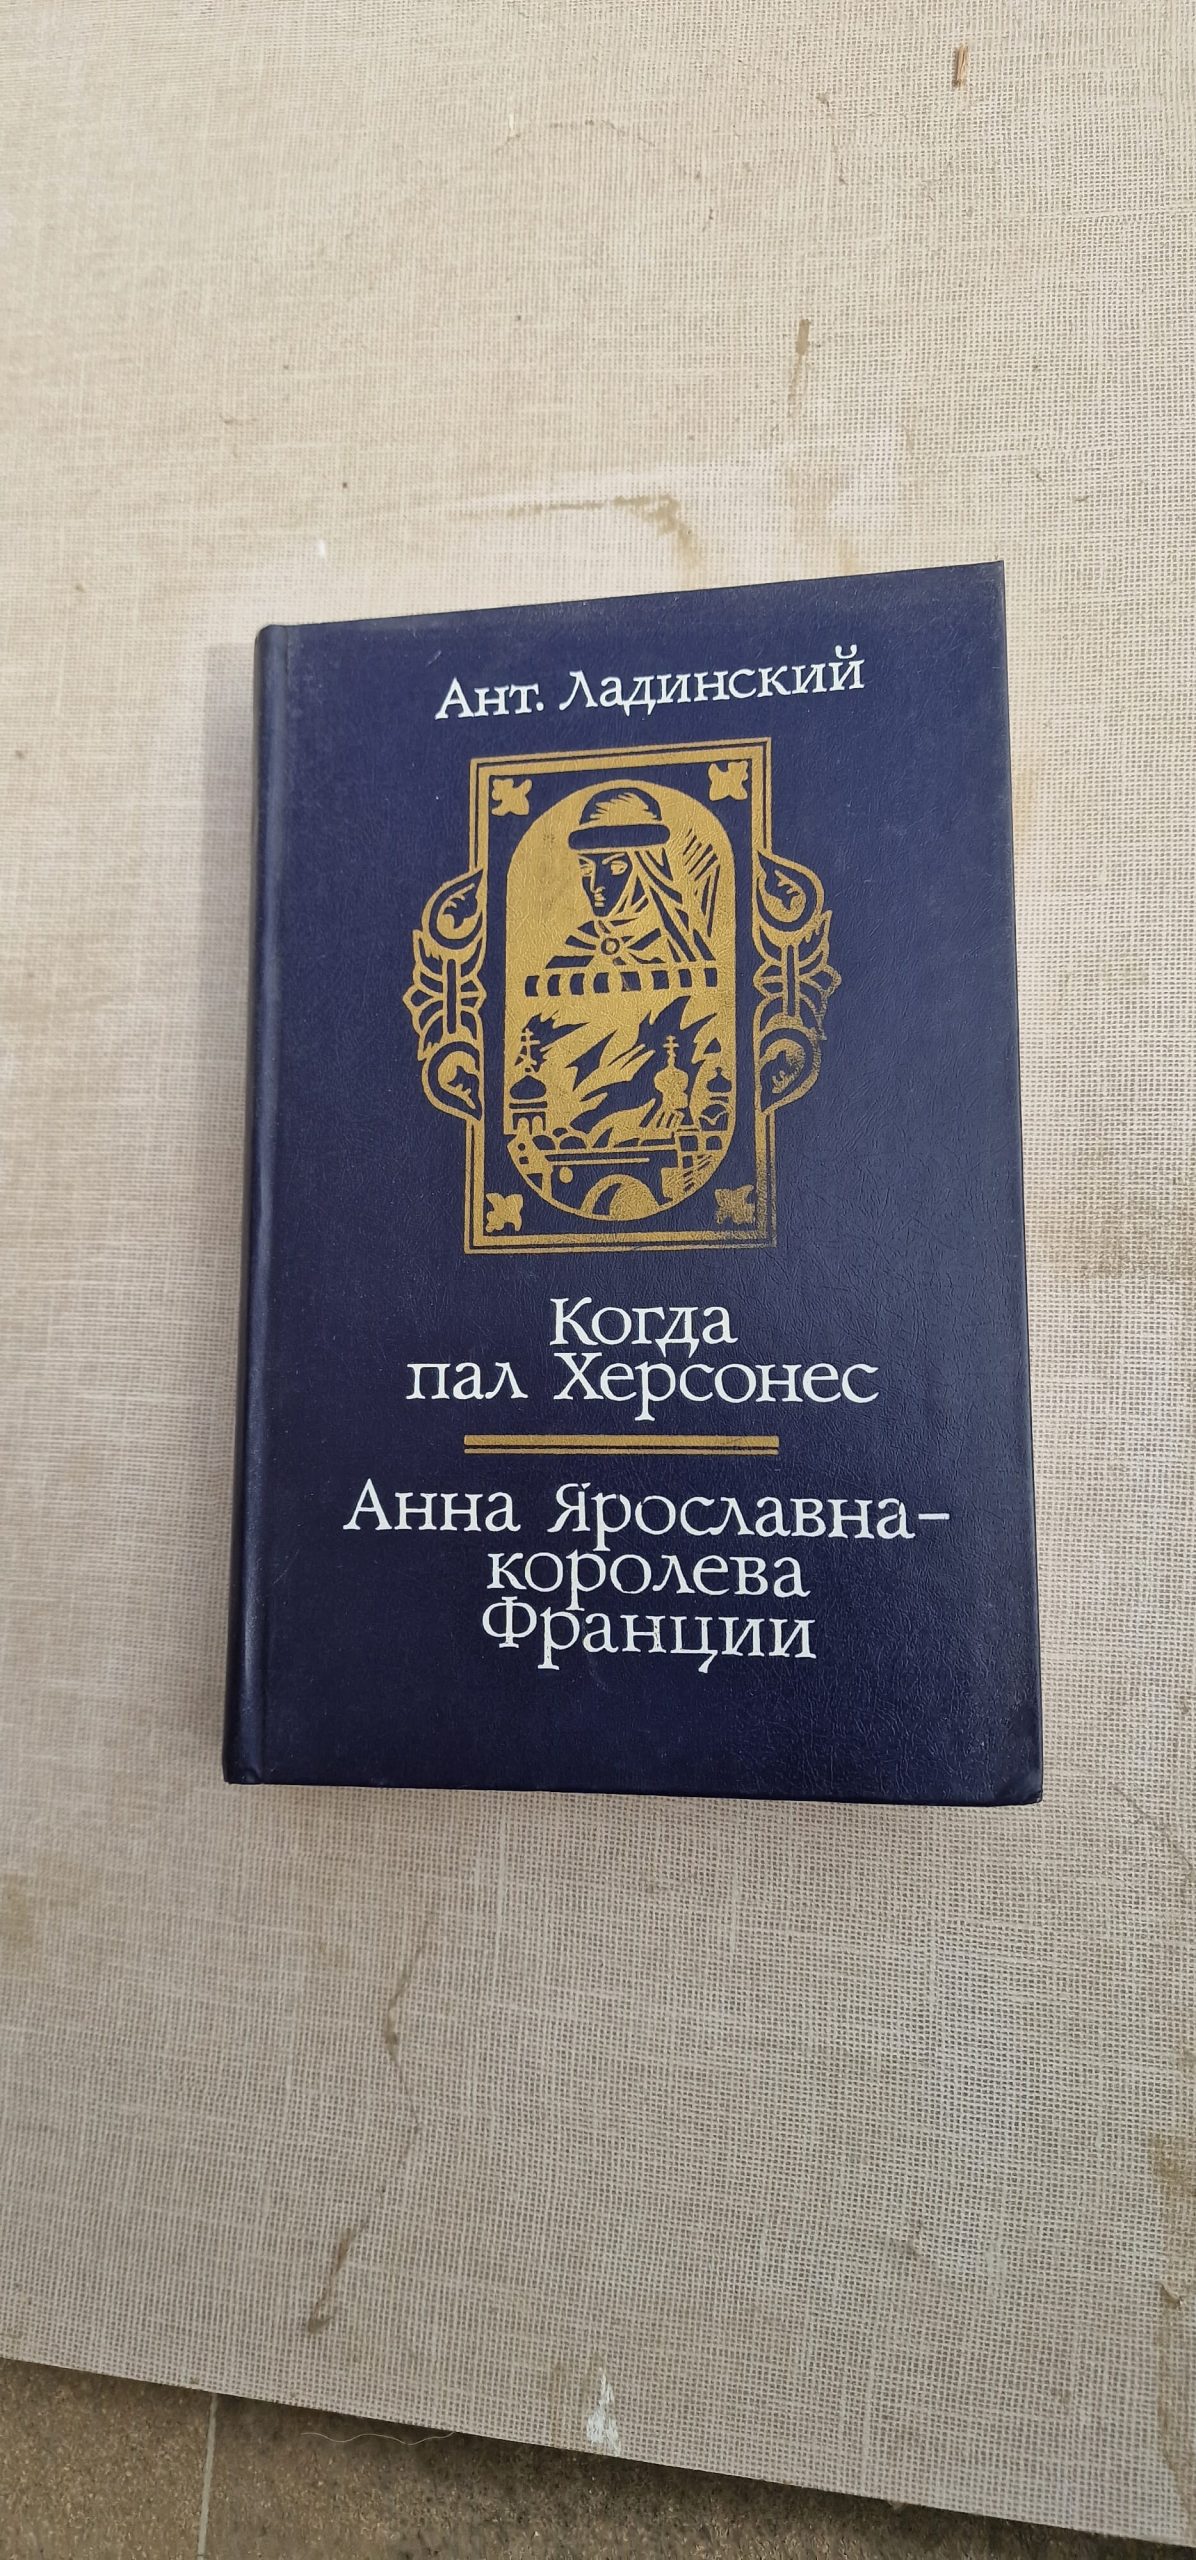 Ант. Ладинский
Когда
пал Херсонес
Анна Ярославна–
королева
Франции